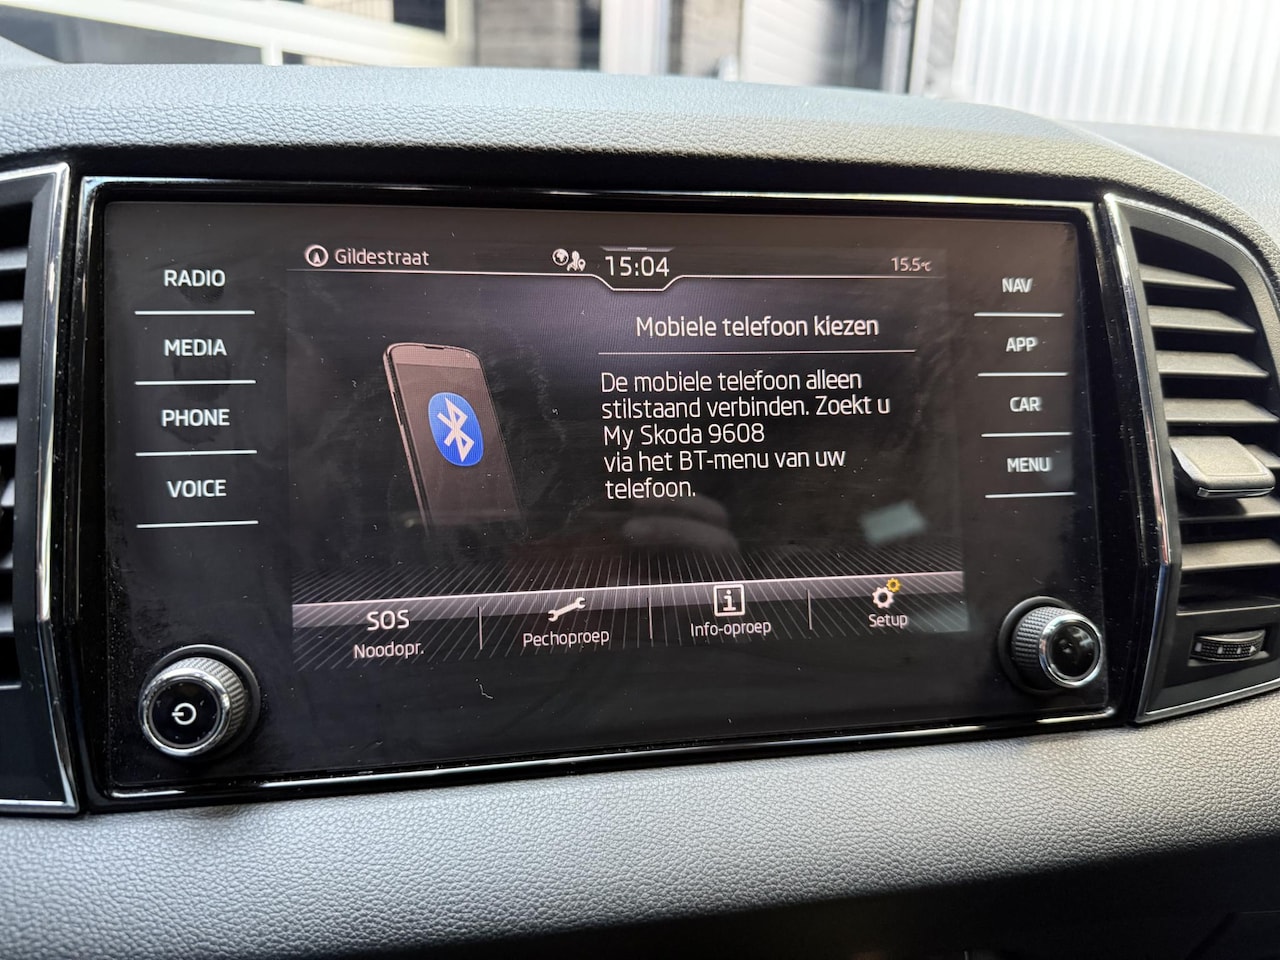 Gildestraat
15:04
15.5°C
RADIO
MEDIA
PHONE
VOICE
NAV
APP
CAR
MENU
Mobiele telefoon kiezen
De mobiele telefoon alleen
stilstaand verbinden. Zoekt u
My Skoda 9608
via het BT-menu van uw
telefoon.
SOS
Noodopr.
Pechoproep
Info-oproep
Setup